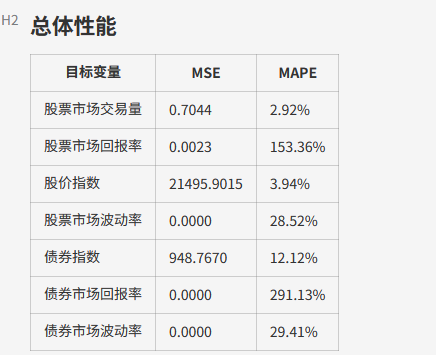 H2 总体性能
目标变量 MSE MAPE
股票市场交易量 0.7044 2.92%
股票市场回报率 0.0023 153.36%
股价指数 21495.9015 3.94%
股票市场波动率 0.0000 28.52%
债券指数 948.7670 12.12%
债券市场回报率 0.0000 291.13%
债券市场波动率 0.0000 29.41%